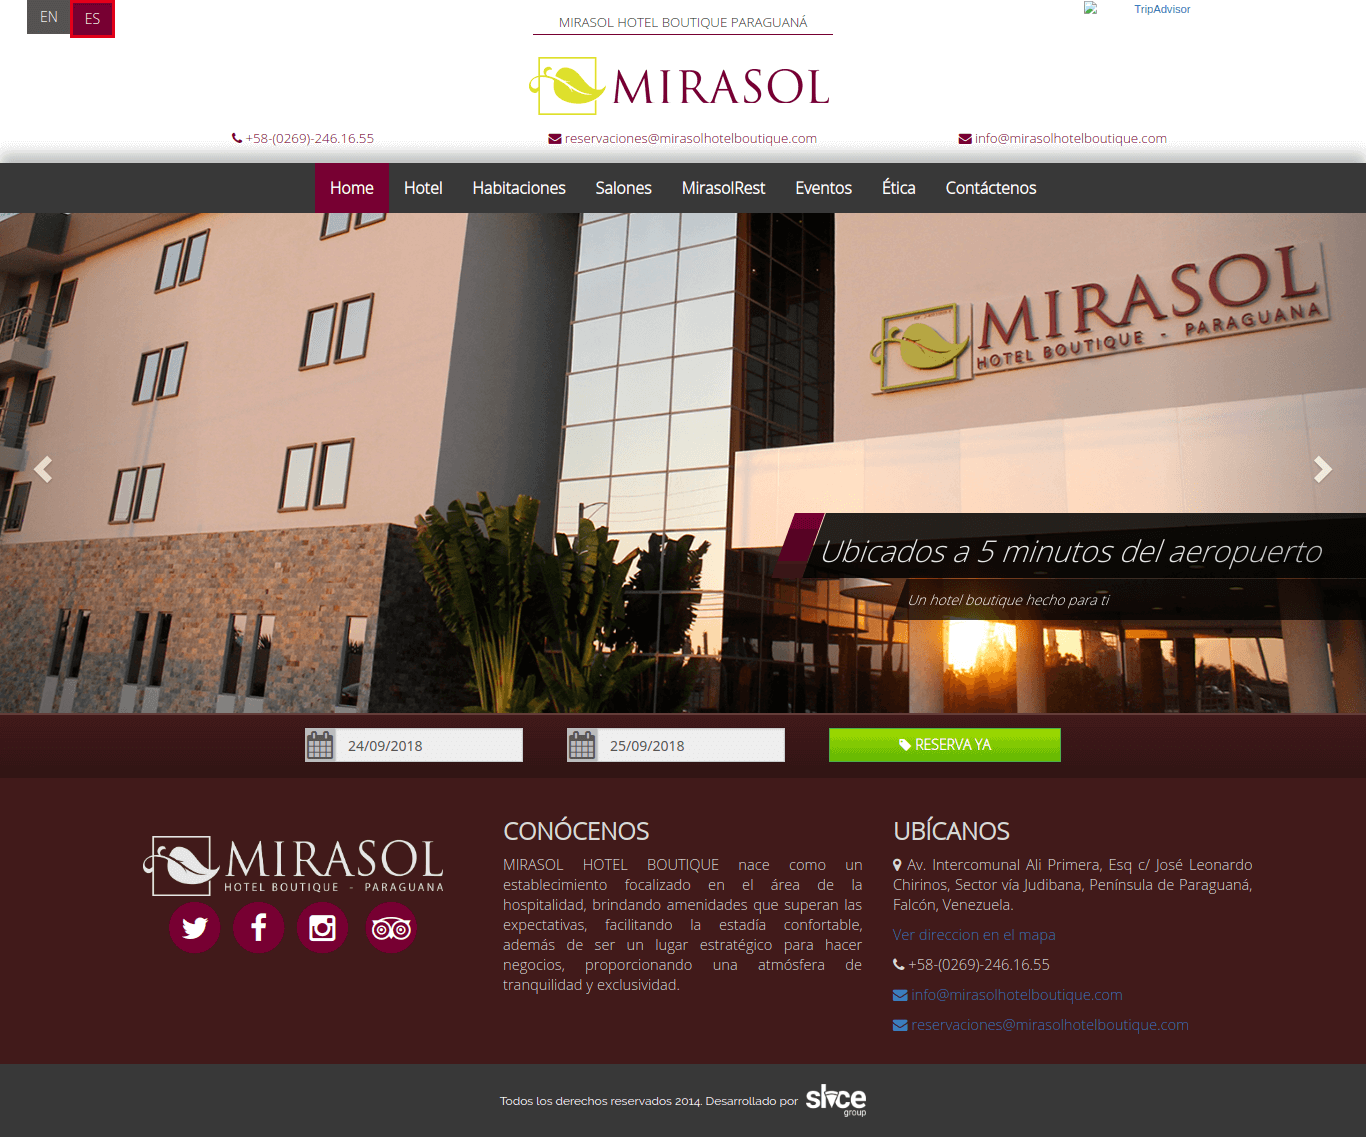 EN
ES
MIRASOL HOTEL BOUTIQUE PARAGUANÁ
TripAdvisor
MIRASOL
+58-(0269)-246.16.55
reservaciones@mirasolhotelboutique.com
info@mirasolhotelboutique.com
Home
Hotel
Habitaciones
Salones
MirasolRest
Eventos
Ética
Contáctenos
MIRASOL
HOTEL BOUTIQUE - PARAGUANA
Ubicados a 5 minutos del aeropuerto
Un hotel boutique hecho para ti
24/09/2018
25/09/2018
RESERVA YA
MIRASOL
HOTEL BOUTIQUE - PARAGUANA
CONÓCENOS
MIRASOL HOTEL BOUTIQUE nace como un
establecimiento focalizado en el área de la
hospitalidad, brindando amenidades que superan las
expectativas, facilitando la estadía confortable,
además de ser un lugar estratégico para hacer
negocios, proporcionando una atmósfera de
tranquilidad y exclusividad.
UBÍCANOS
Av. Intercomunal Ali Primera, Esq c/ José Leonardo
Chirinos, Sector vía Judibana, Península de Paraguaná,
Falcón, Venezuela.
Ver direccion en el mapa
+58-(0269)-246.16.55
info@mirasolhotelboutique.com
reservaciones@mirasolhotelboutique.com
Todos los derechos reservados 2014. Desarrollado por
slvce
group